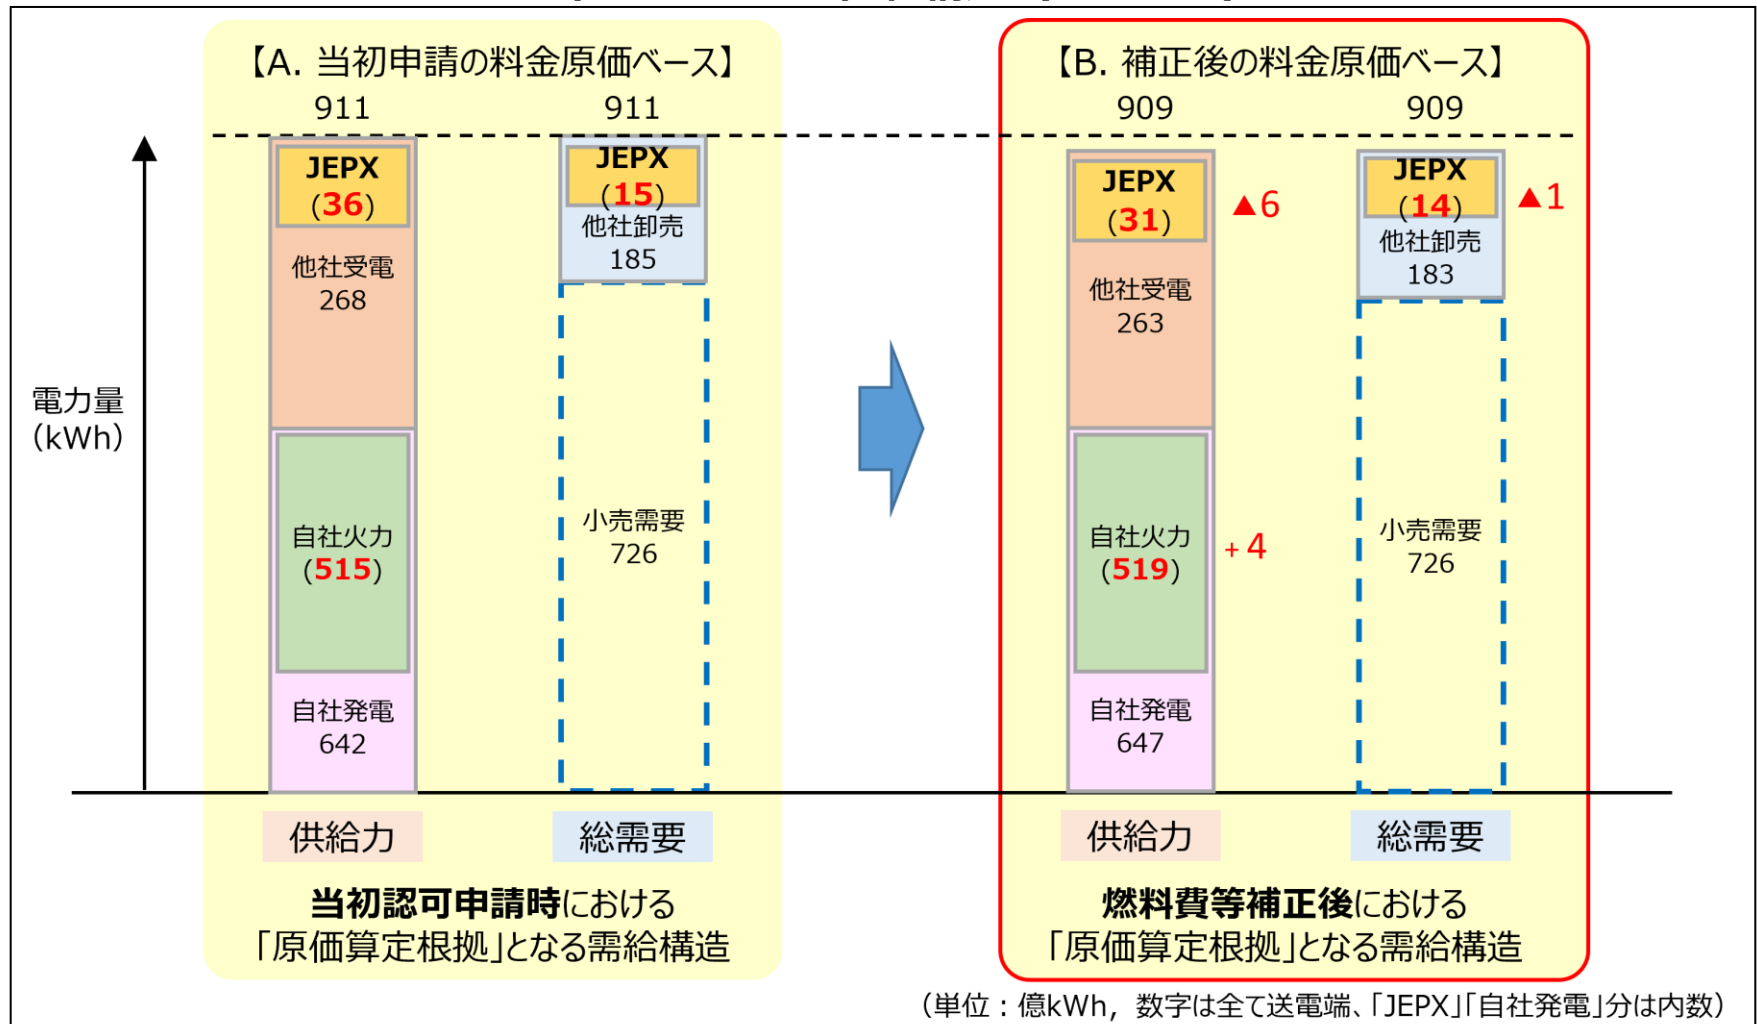 【A. 当初申請の料金原価ベース】
911
911
JEPX
(36)
他社受電
268
自社火力
(515)
自社発電
642
JEPX
(15)
他社卸売
185
小売需要
726
供給力
総需要
当初認可申請時における
「原価算定根拠」となる需給構造
電力量
(kWh)
【B. 補正後の料金原価ベース】
909
909
JEPX
(31)
▲6
他社受電
263
自社火力
(519)
+4
自社発電
647
JEPX
(14)
▲1
他社卸売
183
小売需要
726
供給力
総需要
燃料費等補正後における
「原価算定根拠」となる需給構造
(単位:億kWh, 数字は全て送電端、「JEPX」「自社発電」分は内数)